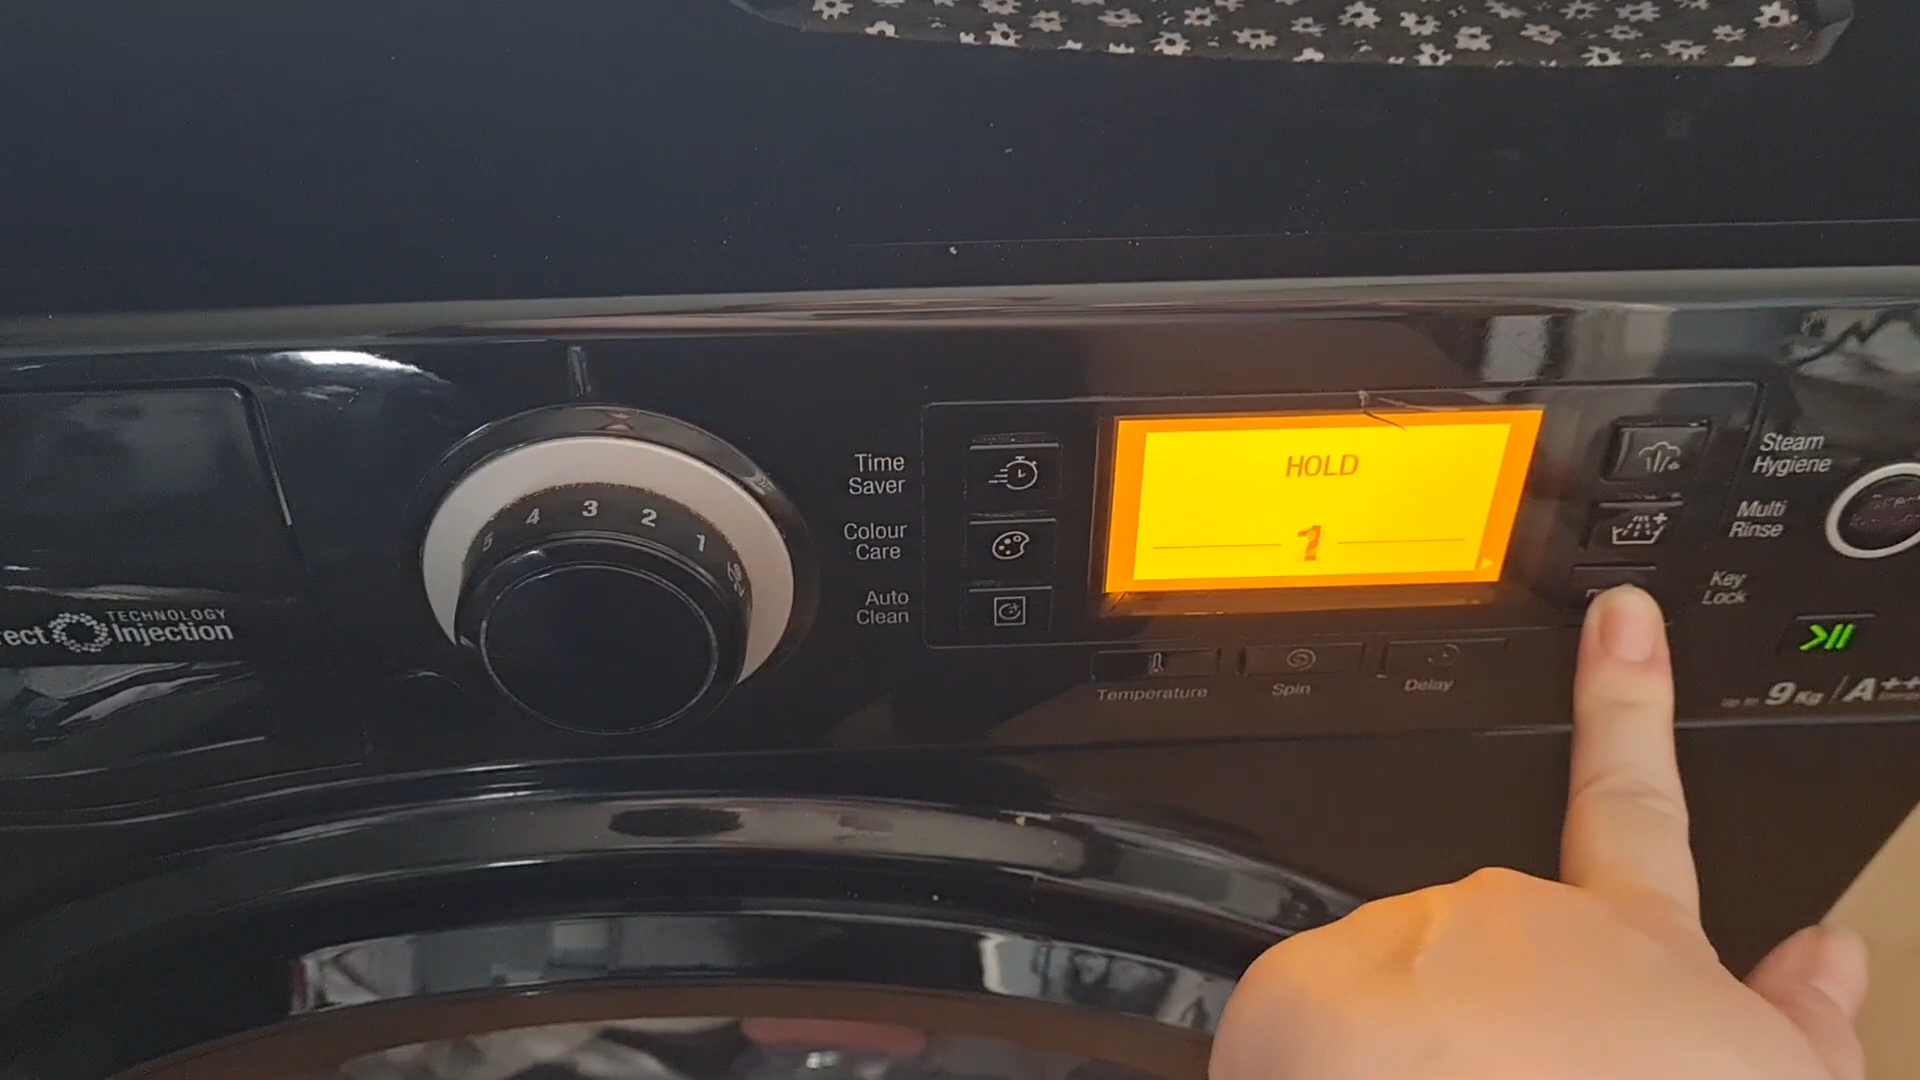 rect
TECHNOLOGY
Injection
5
4
3
2
1
Time
Saver
Colour
Care
Auto
Clean
HOLD
Temperature
Spin
Delay
Steam
Hygiene
Multi
Rinse
Key
Lock
9Kg / A++